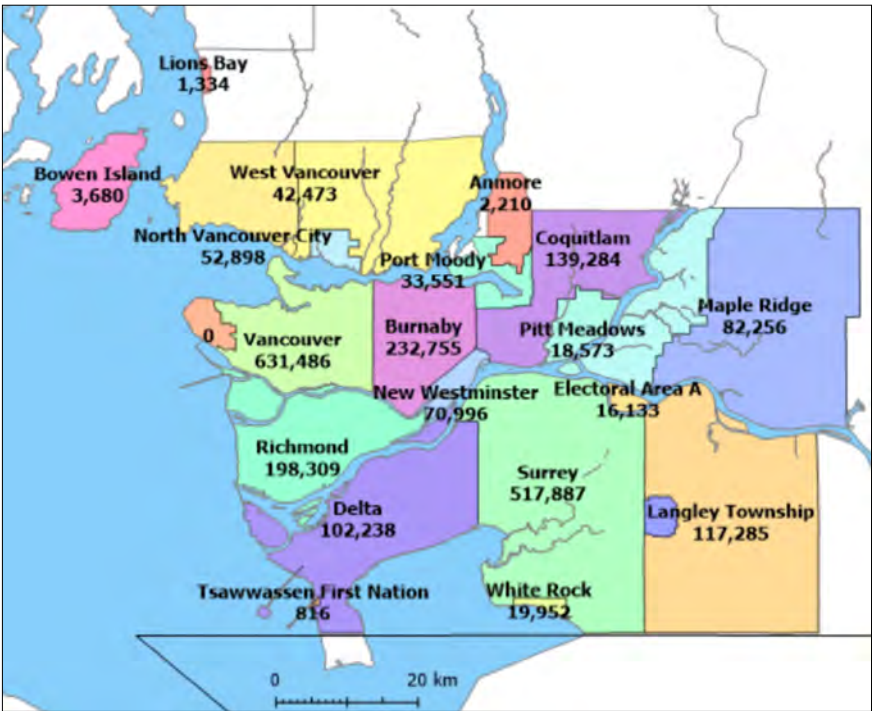 Lions Bay
1,334
Bowen Island
3,680
West Vancouver
42,473
Anmore
2,210
North Vancouver City
52,898
Port Moody
33,551
Coquitlam
139,284
Maple Ridge
82,256
Pitt Meadows
18,573
0
Vancouver
631,486
Burnaby
232,755
New Westminster
70,996
Electoral Area A
16,133
Richmond
198,309
Surrey
517,887
Langley Township
117,285
Delta
102,238
Tsawwassen First Nation
816
White Rock
19,952
0
20 km